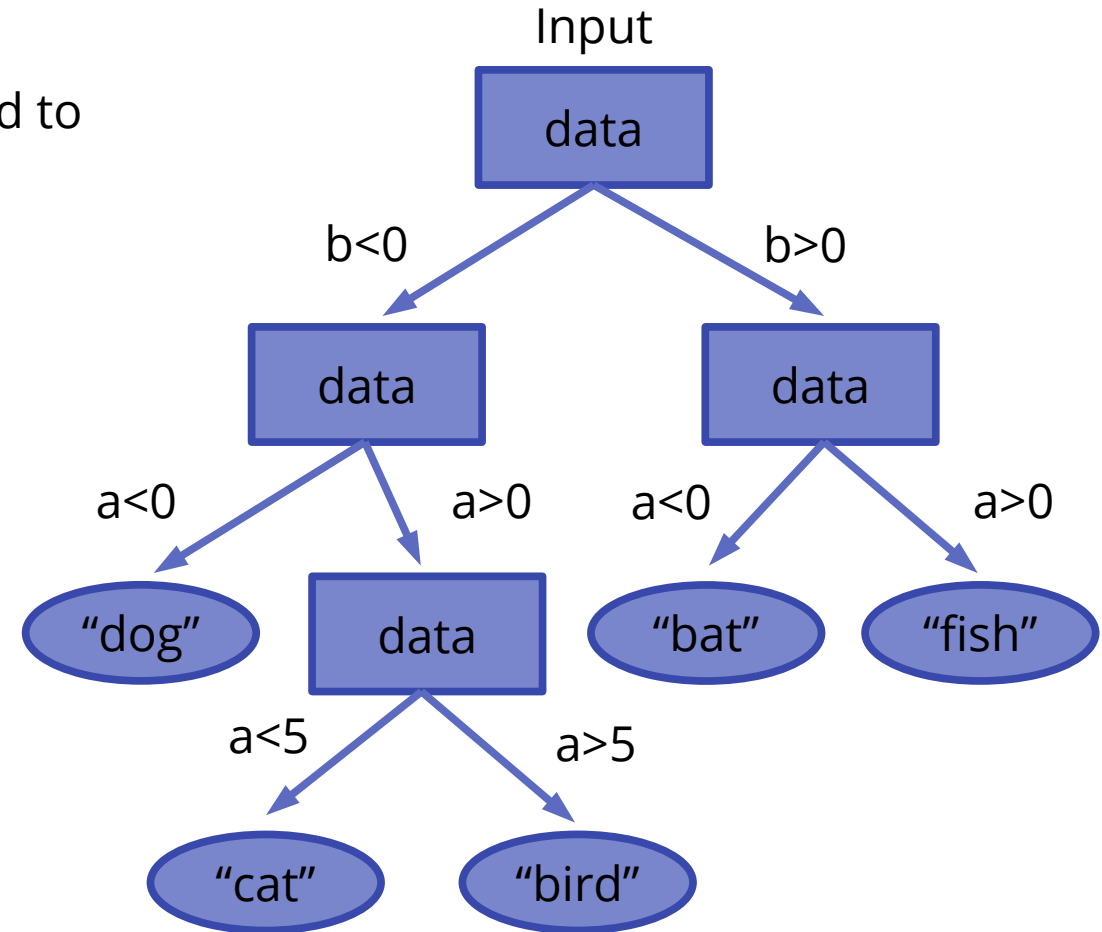 Input
d to
data
b<0 b>0
data data
a<0 a>0 a<0 a>0
“dog” data “bat” “fish”
a<5 a>5
“cat” “bird”